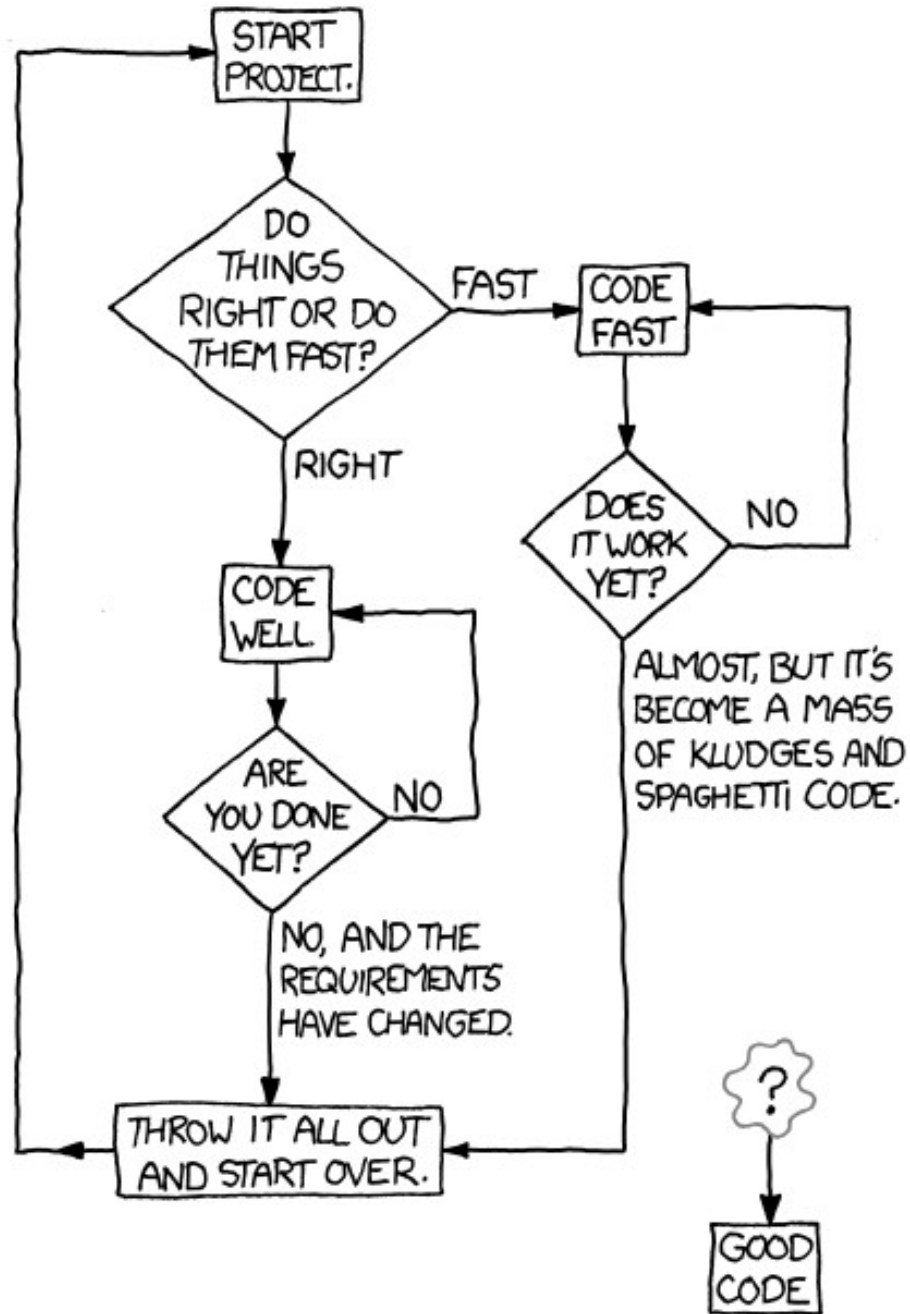 START
PROJECT.
DO
THINGS
RIGHT OR DO
THEM FAST?
FAST
CODE
FAST
RIGHT
DOES
IT WORK
YET?
NO
CODE
WELL.
ALMOST, BUT IT'S
BECOME A MASS
OF KLUDGES AND
SPAGHETTI CODE.
ARE
YOU DONE
YET?
NO
NO, AND THE
REQUIREMENTS
HAVE CHANGED.
THROW IT ALL OUT
AND START OVER.
?
GOOD
CODE